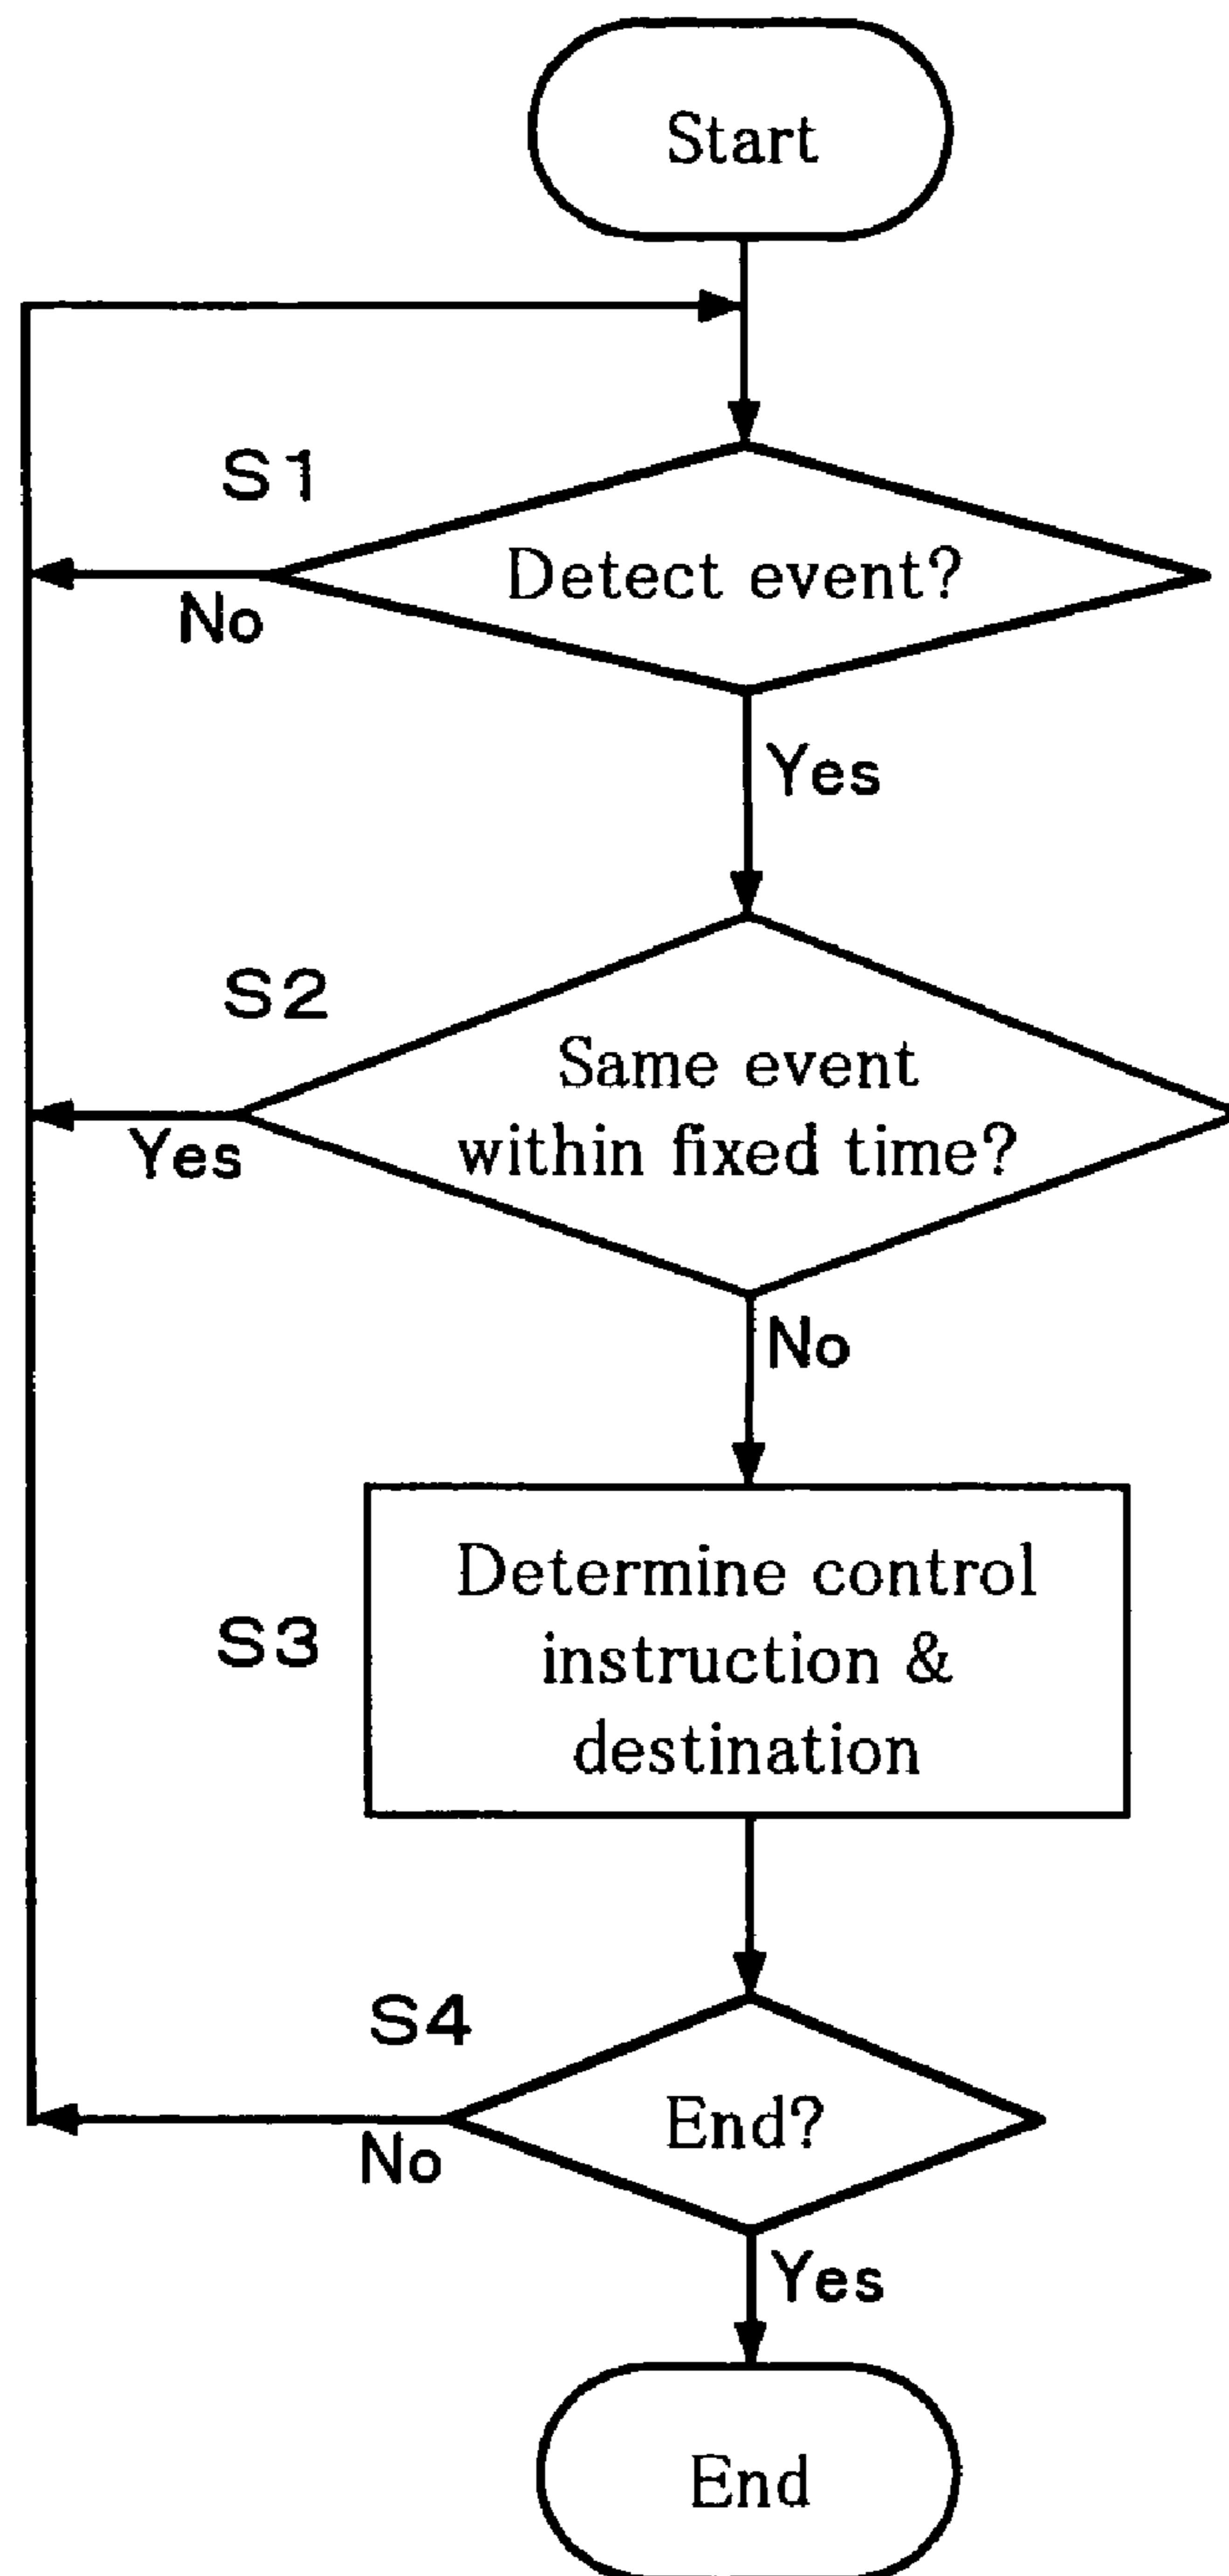 Start
S1
Detect event?
No
Yes
S2
Same event
within fixed time?
Yes
No
Determine control
S3
instruction &
destination
S4
End?
No
Yes
End